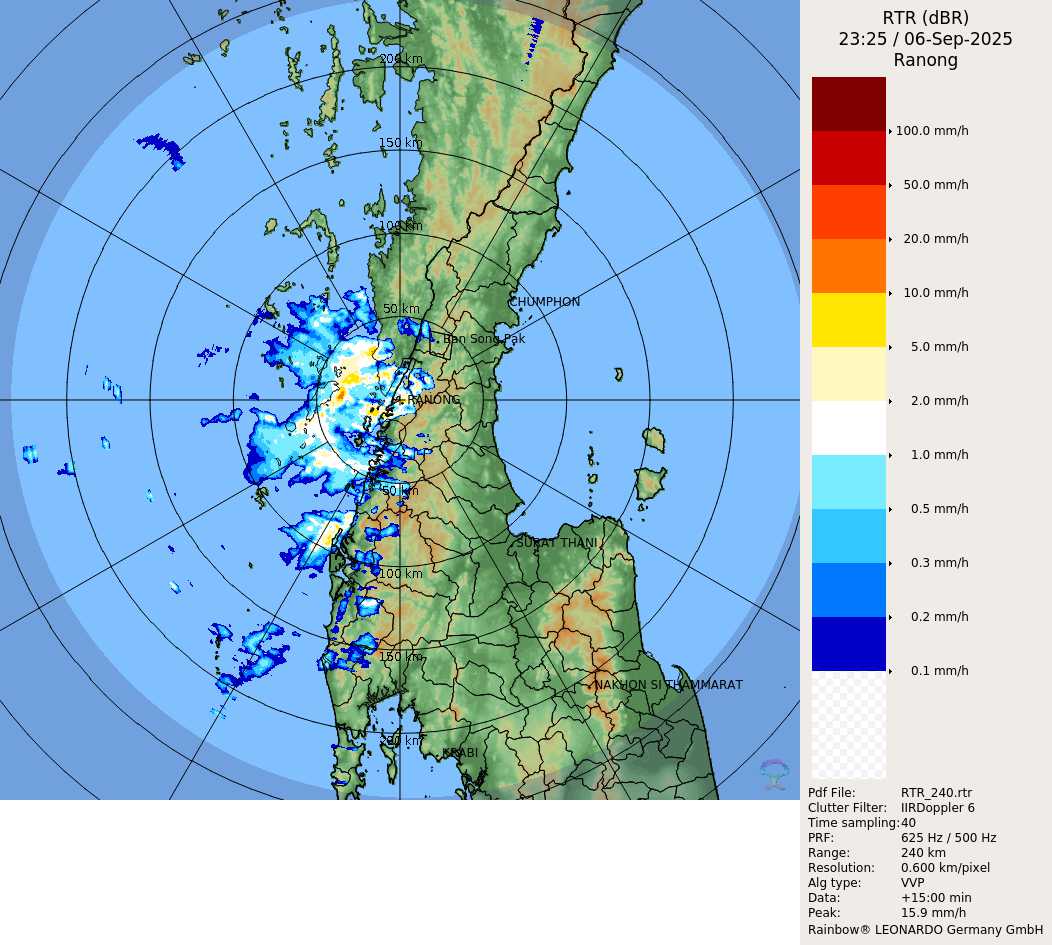 RTR (dBR)
23:25 / 06-Sep-2025
Ranong
200 km
150 km
100 km
50 km
CHUMPHON
Ban Song Pak
RANONG
50 km
SURAT THANI
100 km
150 km
NAKHON SI THAMMARAT
200 km
KRABI
100.0 mm/h
50.0 mm/h
20.0 mm/h
10.0 mm/h
5.0 mm/h
2.0 mm/h
1.0 mm/h
0.5 mm/h
0.3 mm/h
0.2 mm/h
0.1 mm/h
Pdf File: RTR_240.rtr
Clutter Filter: IIRDoppler 6
Time sampling:40
PRF: 625 Hz / 500 Hz
Range: 240 km
Resolution: 0.600 km/pixel
Alg type: VVP
Data: +15:00 min
Peak: 15.9 mm/h
Rainbow® LEONARDO Germany GmbH